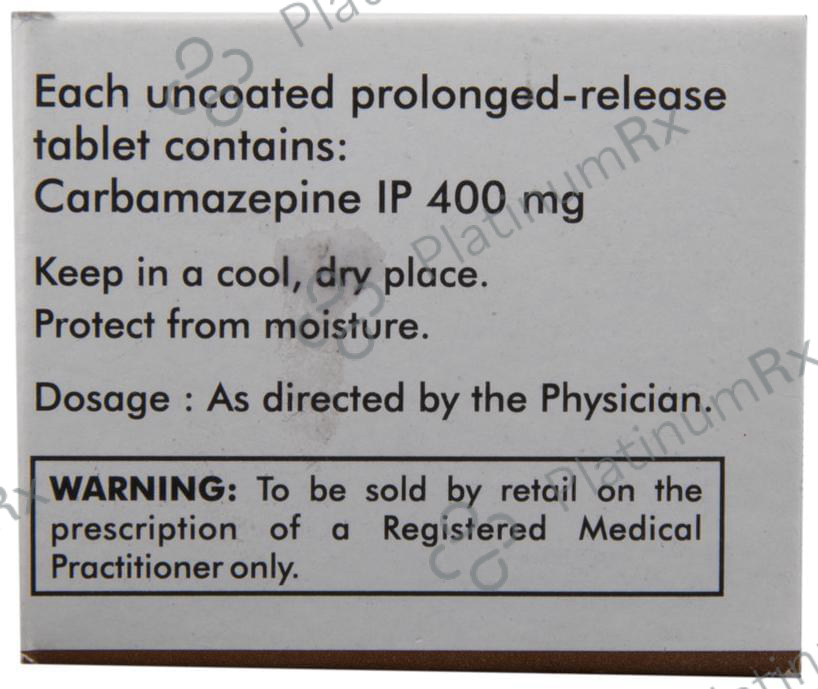 Each uncoated prolonged-release
tablet contains:
Carbamazepine IP 400 mg
Keep in a cool, dry place.
Protect from moisture.
Dosage : As directed by the Physician.
WARNING: To be sold by retail on the
prescription of a Registered Medical
Practitioner only.
PlatinumRx
PlatinumRx